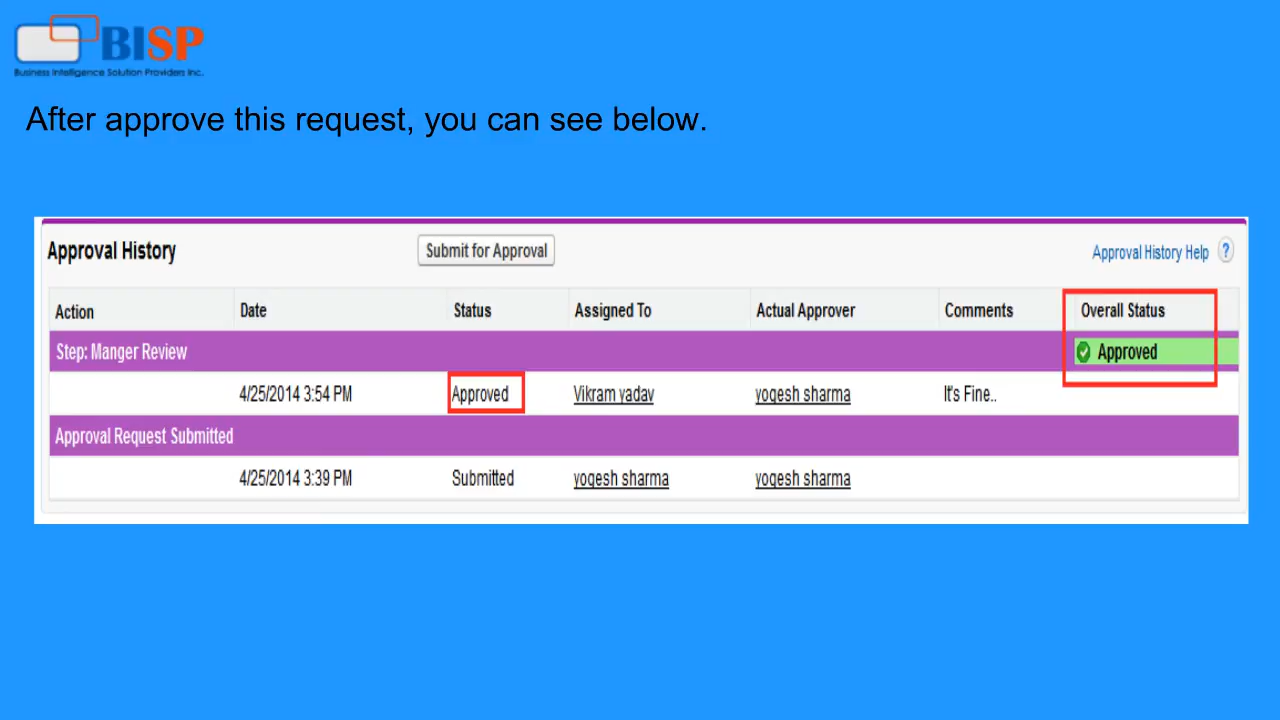 BISP
Business Intelligence Solution Providers Inc.
After approve this request, you can see below.
Approval History Submit for Approval Approval History Help ?
Action Date Status Assigned To Actual Approver Comments Overall Status
Step: Manger Review Approved
4/25/2014 3:54 PM Approved Vikram yadav yogesh sharma It's Fine..
Approval Request Submitted
4/25/2014 3:39 PM Submitted yogesh sharma yogesh sharma